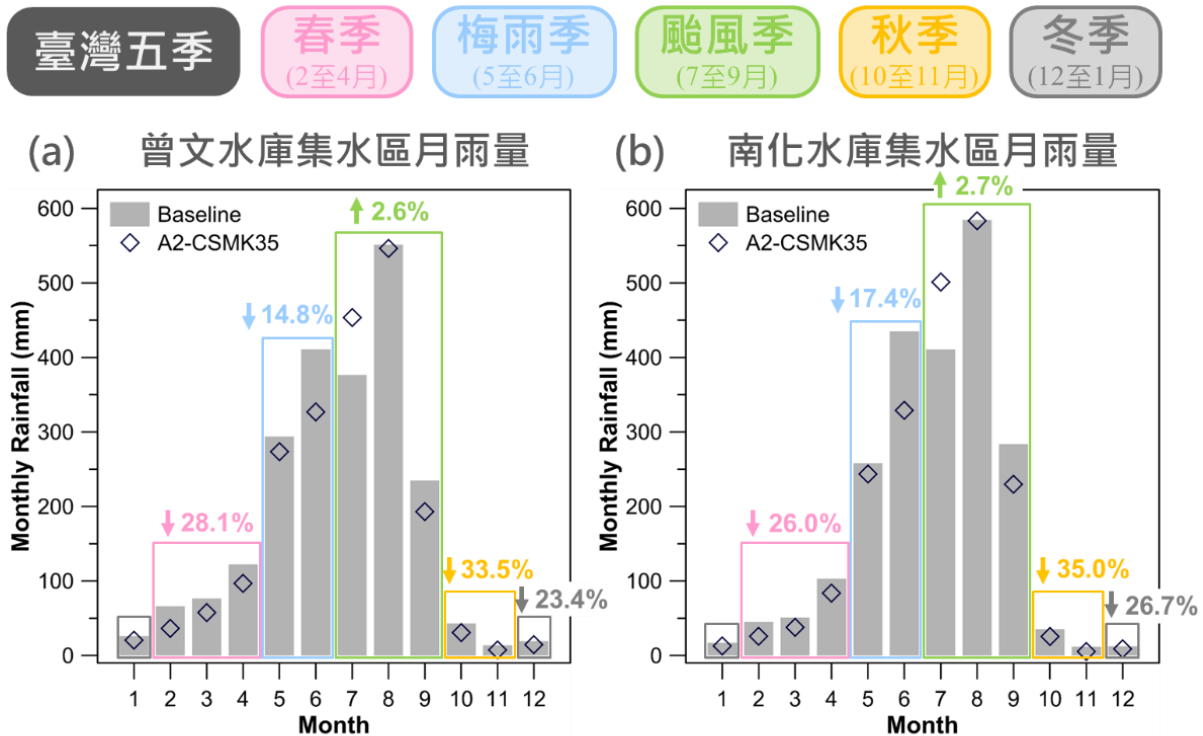 臺灣五季
春季
(2至4月)
梅雨季
(5至6月)
颱風季
(7至9月)
秋季
(10至11月)
冬季
(12至1月)
(a) 曾文水庫集水區月雨量
Monthly Rainfall (mm)
600
500
400
300
200
100
0
Baseline
A2-CSMK35
28.1%
14.8%
2.6%
33.5%
23.4%
1 2 3 4 5 6 7 8 9 10 11 12
Month
(b) 南化水庫集水區月雨量
Monthly Rainfall (mm)
600
500
400
300
200
100
0
Baseline
A2-CSMK35
26.0%
17.4%
2.7%
35.0%
26.7%
1 2 3 4 5 6 7 8 9 10 11 12
Month